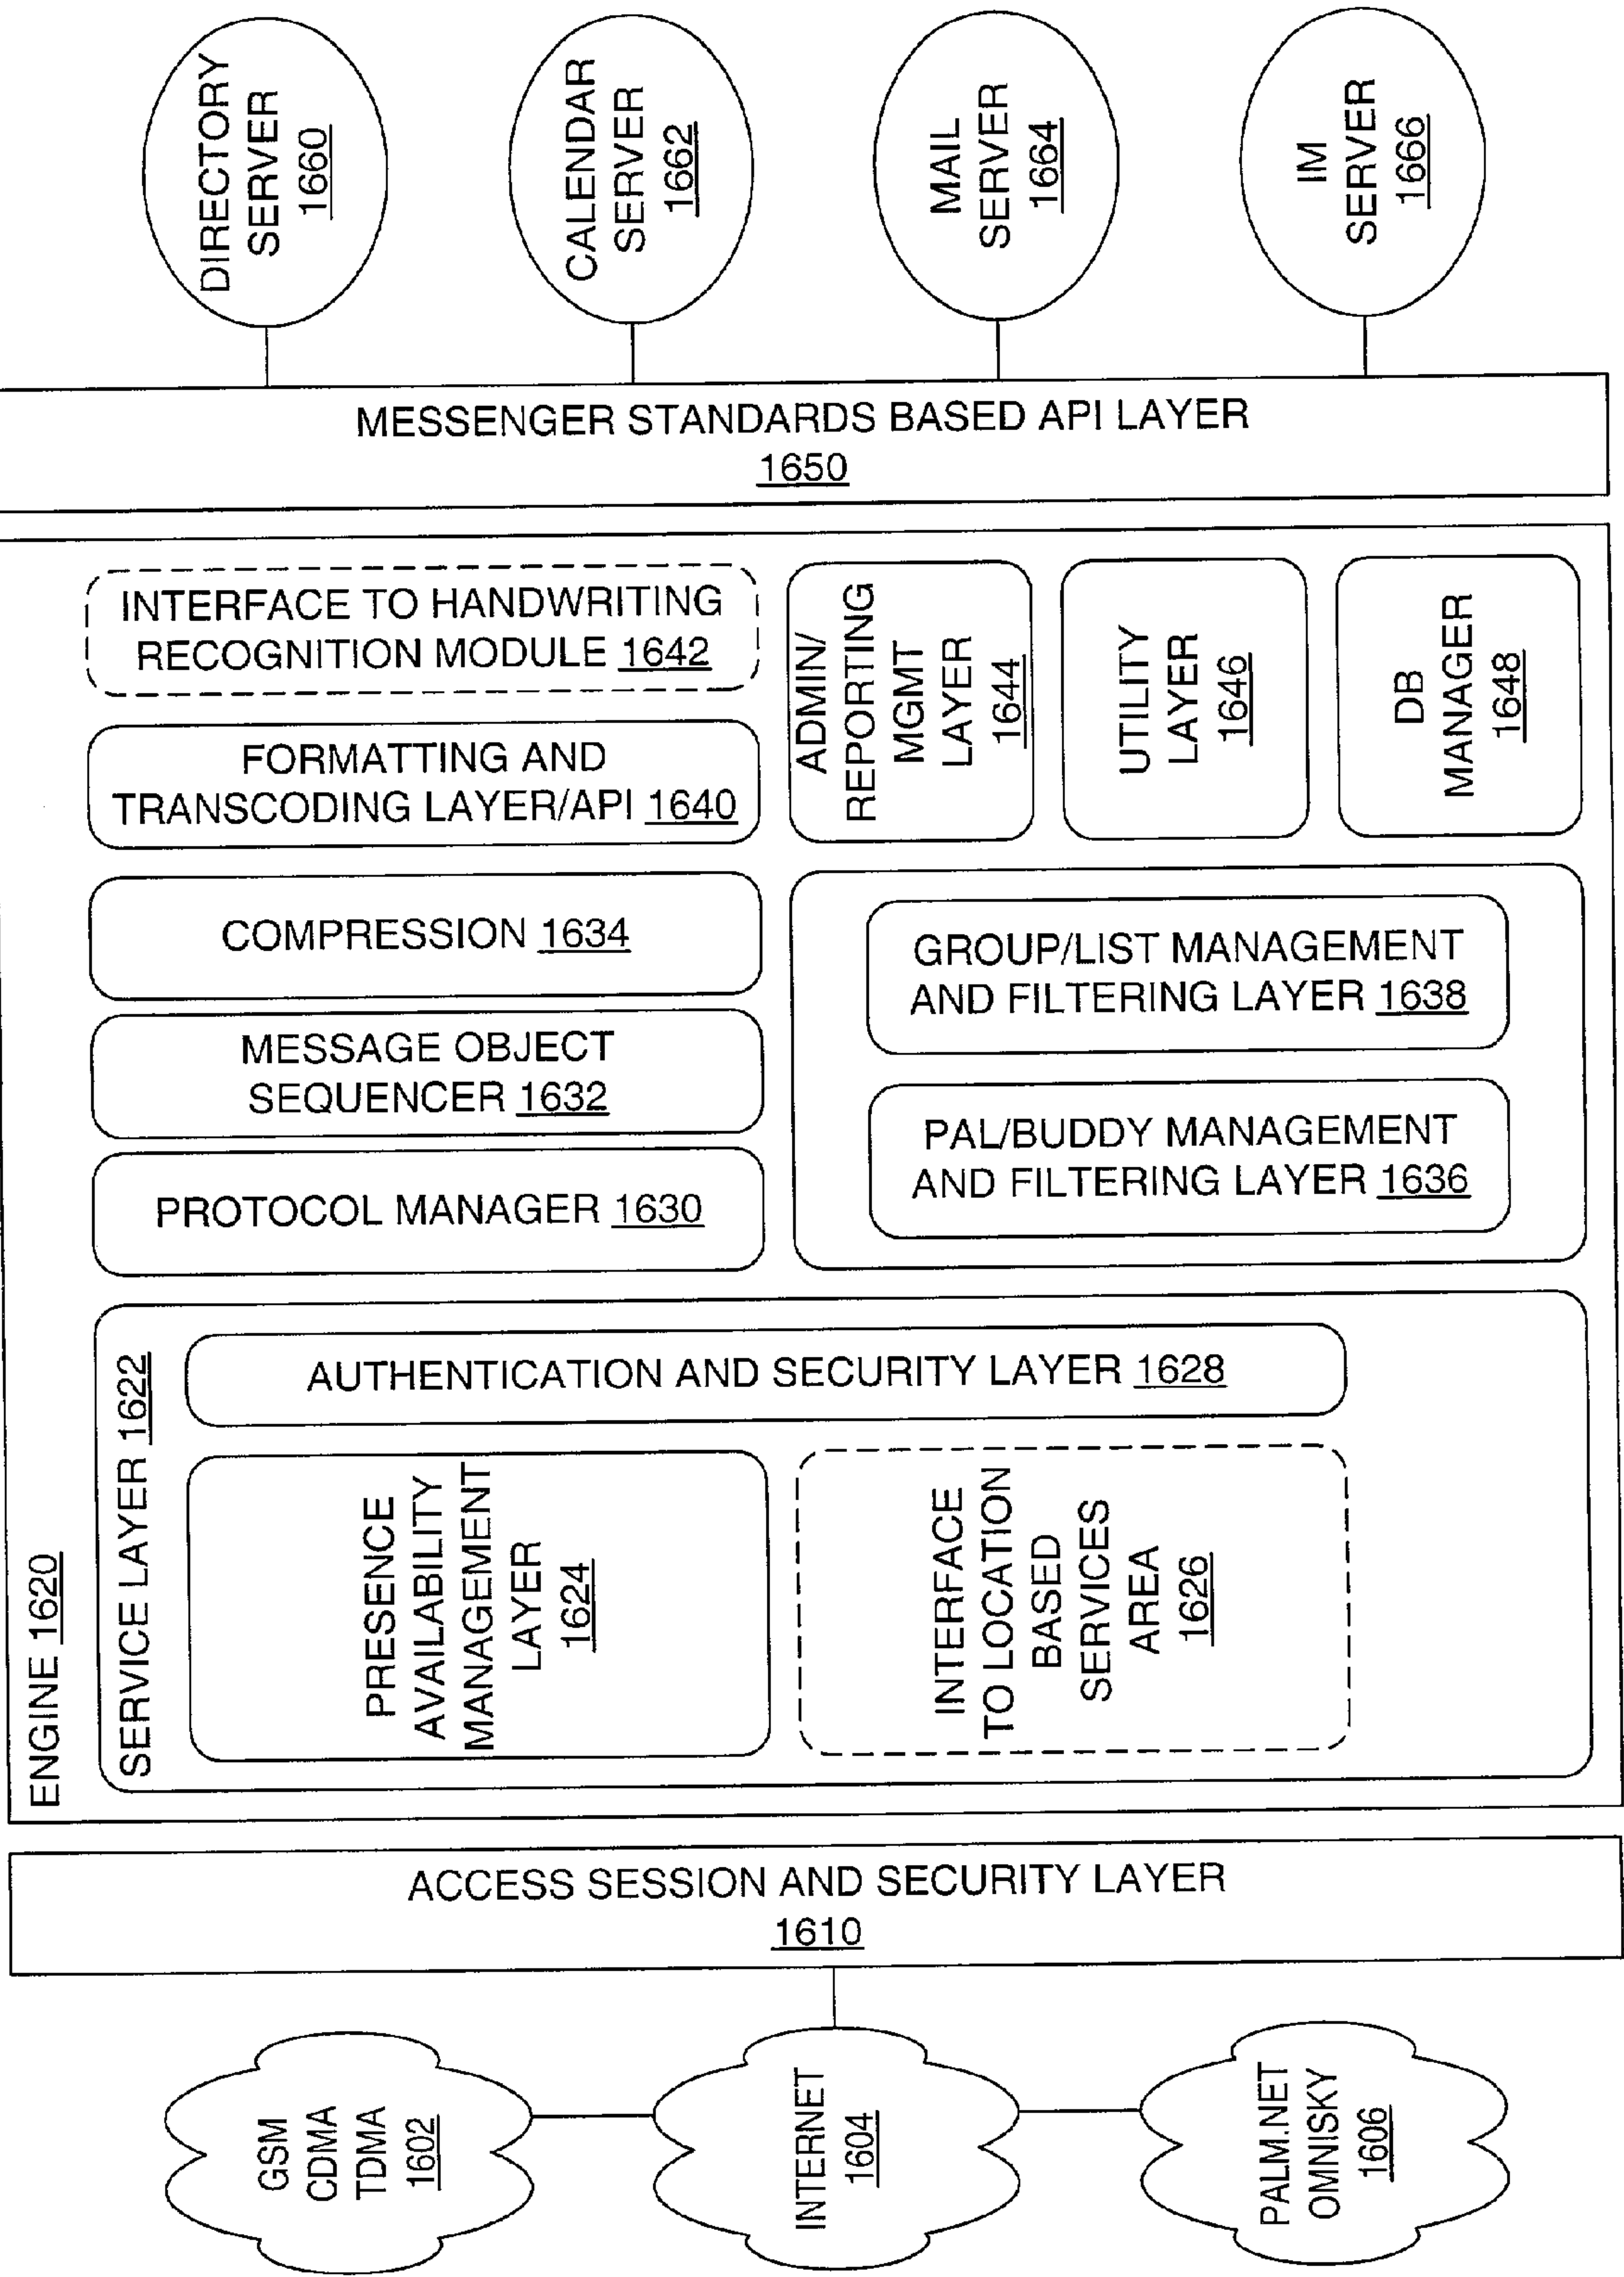 DIRECTORY
SERVER
1660
CALENDAR
SERVER
1662
MAIL
SERVER
1664
IM
SERVER
1666
MESSENGER STANDARDS BASED API LAYER
1650
INTERFACE TO HANDWRITING
RECOGNITION MODULE 1642
FORMATTING AND
TRANSCODING LAYER/API 1640
COMPRESSION 1634
MESSAGE OBJECT
SEQUENCER 1632
PROTOCOL MANAGER 1630
ADMIN/
REPORTING
MGMT
LAYER
1644
UTILITY
LAYER
1646
DB
MANAGER
1648
GROUP/LIST MANAGEMENT
AND FILTERING LAYER 1638
PAL/BUDDY MANAGEMENT
AND FILTERING LAYER 1636
ENGINE 1620
SERVICE LAYER 1622
AUTHENTICATION AND SECURITY LAYER 1628
PRESENCE
AVAILABILITY
MANAGEMENT
LAYER
1624
INTERFACE
TO LOCATION
BASED
SERVICES
AREA
1626
ACCESS SESSION AND SECURITY LAYER
1610
GSM
CDMA
TDMA
1602
INTERNET
1604
PALM.NET
OMNISKY
1606